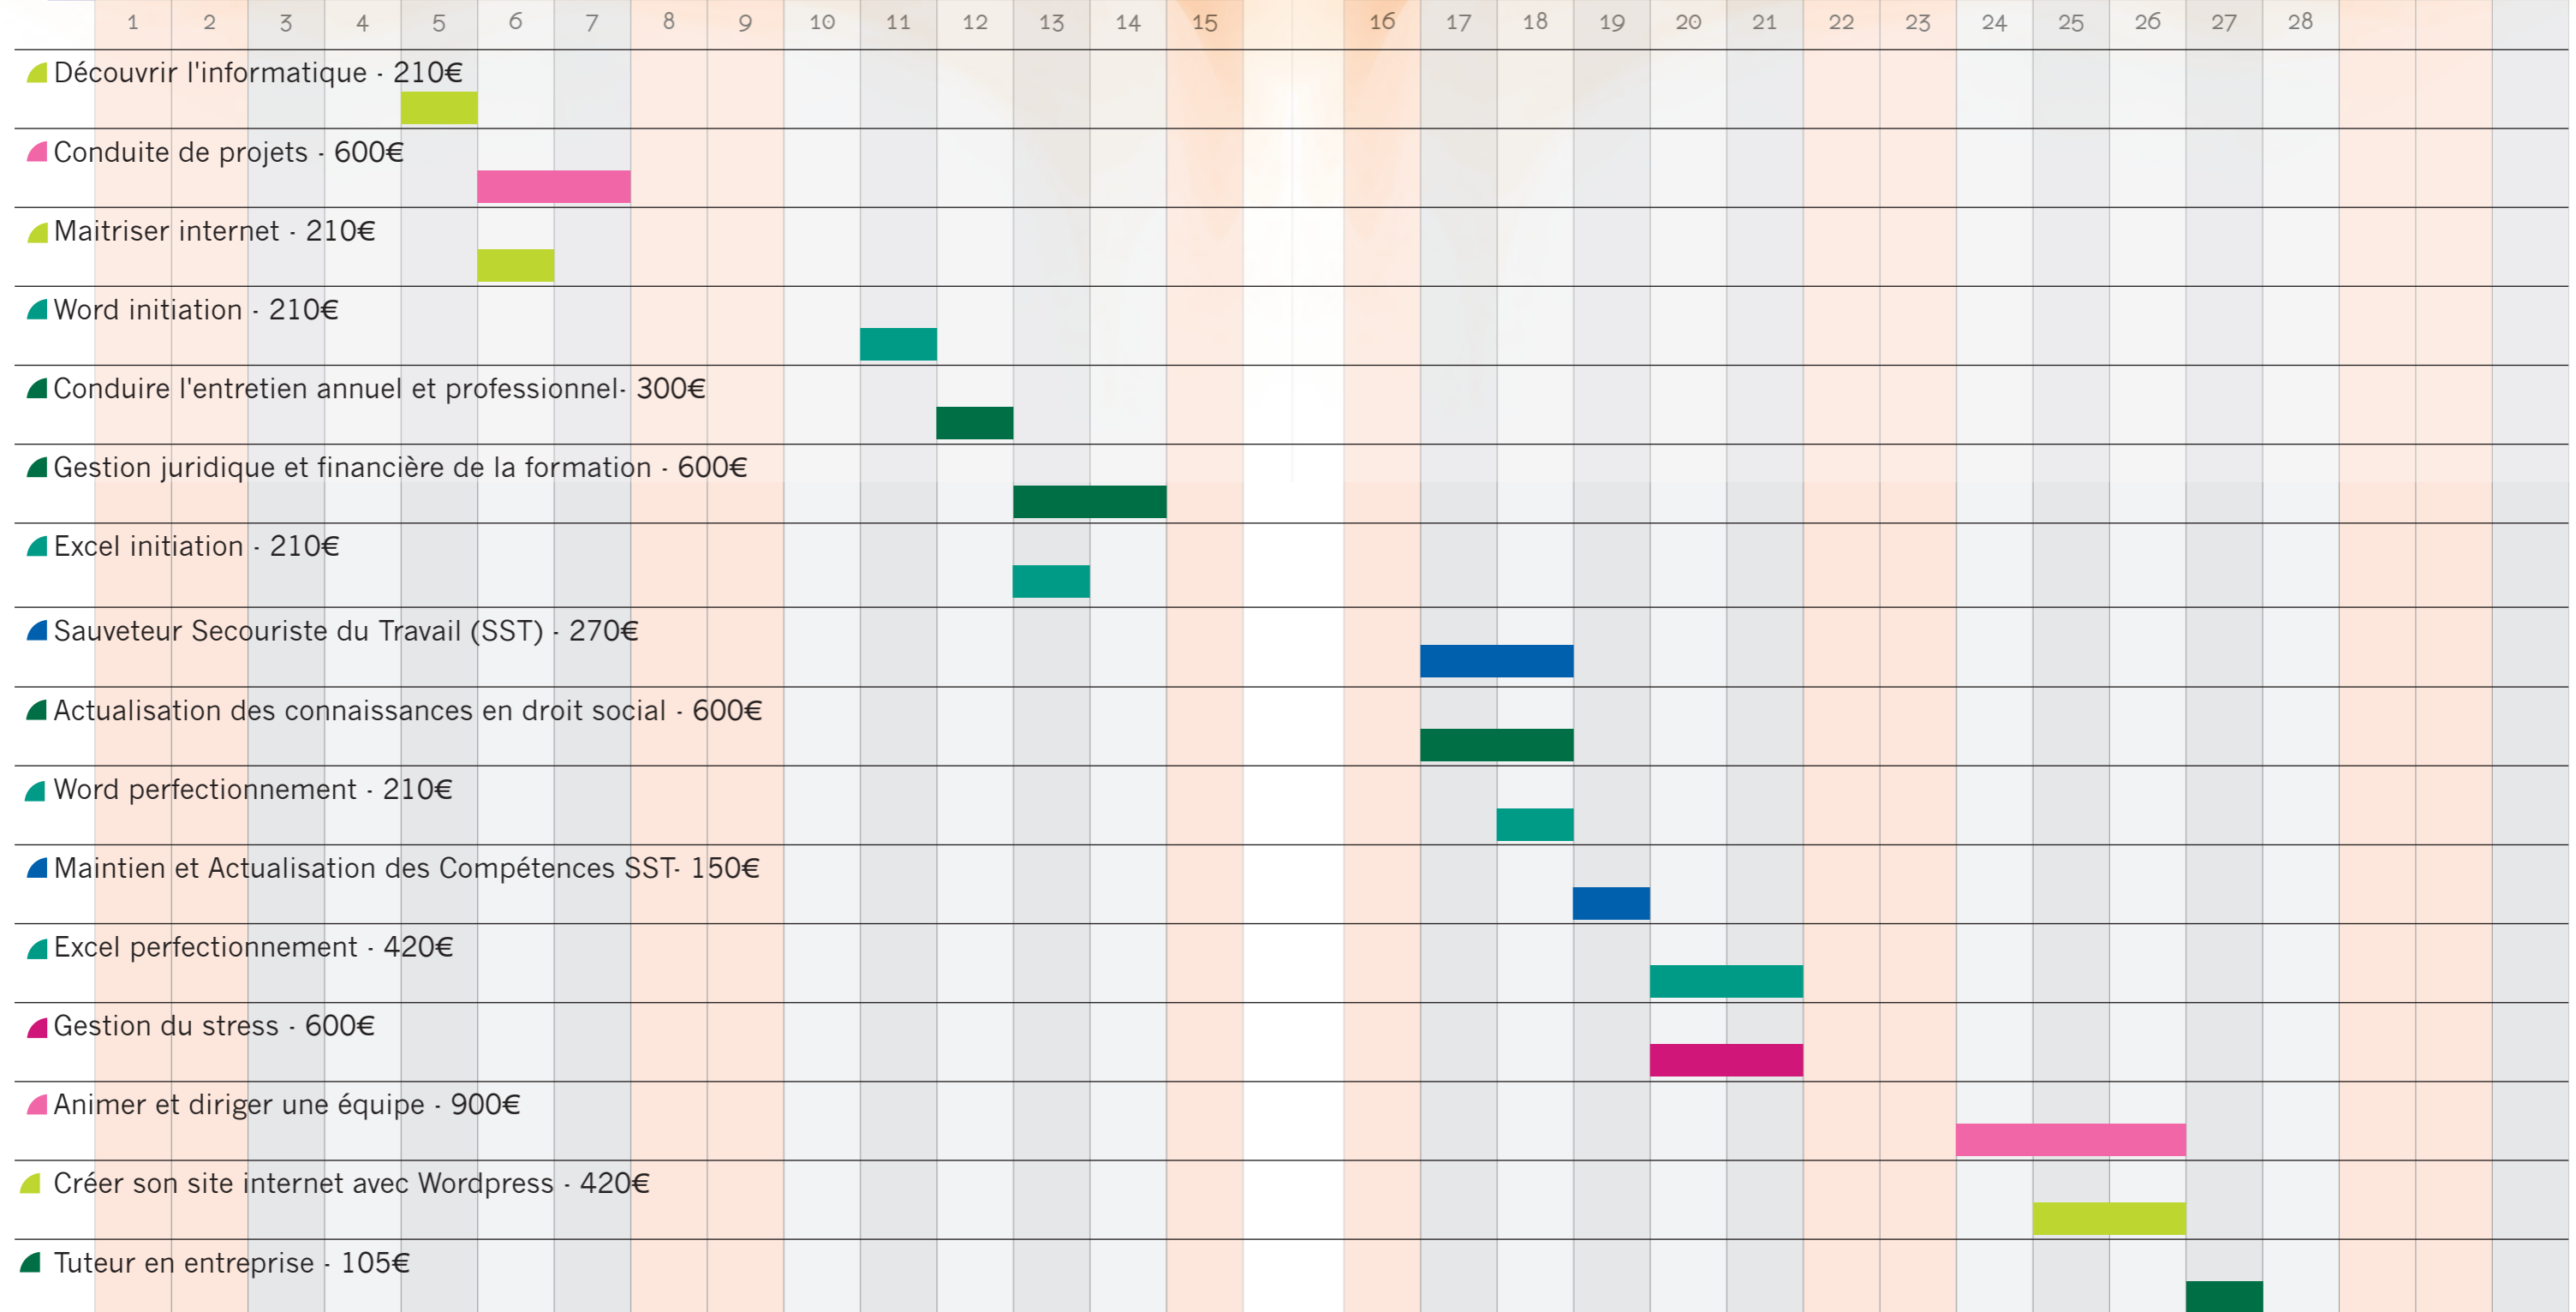 1 2 3 4 5 6 7 8 9 10 11 12 13 14 15 16 17 18 19 20 21 22 23 24 25 26 27 28
Découvrir l'informatique - 210€
Conduite de projets - 600€
Maitriser internet - 210€
Word initiation - 210€
Conduire l'entretien annuel et professionnel- 300€
Gestion juridique et financière de la formation - 600€
Excel initiation - 210€
Sauveteur Secouriste du Travail (SST) - 270€
Actualisation des connaissances en droit social - 600€
Word perfectionnement - 210€
Maintien et Actualisation des Compétences SST- 150€
Excel perfectionnement - 420€
Gestion du stress - 600€
Animer et diriger une équipe - 900€
Créer son site internet avec Wordpress - 420€
Tuteur en entreprise - 105€